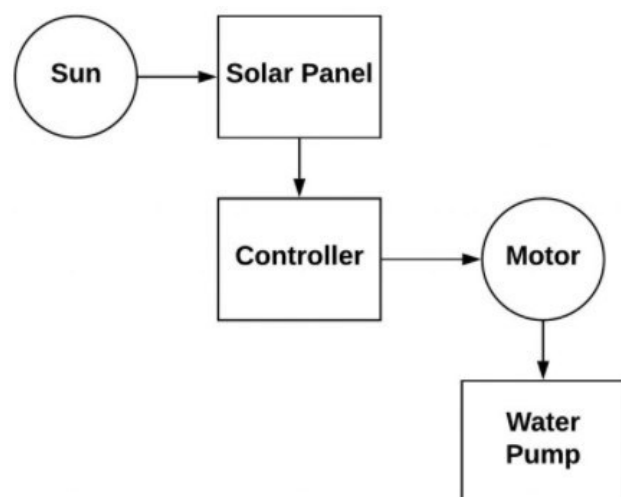 Sun
Solar Panel
Controller
Motor
Water
Pump